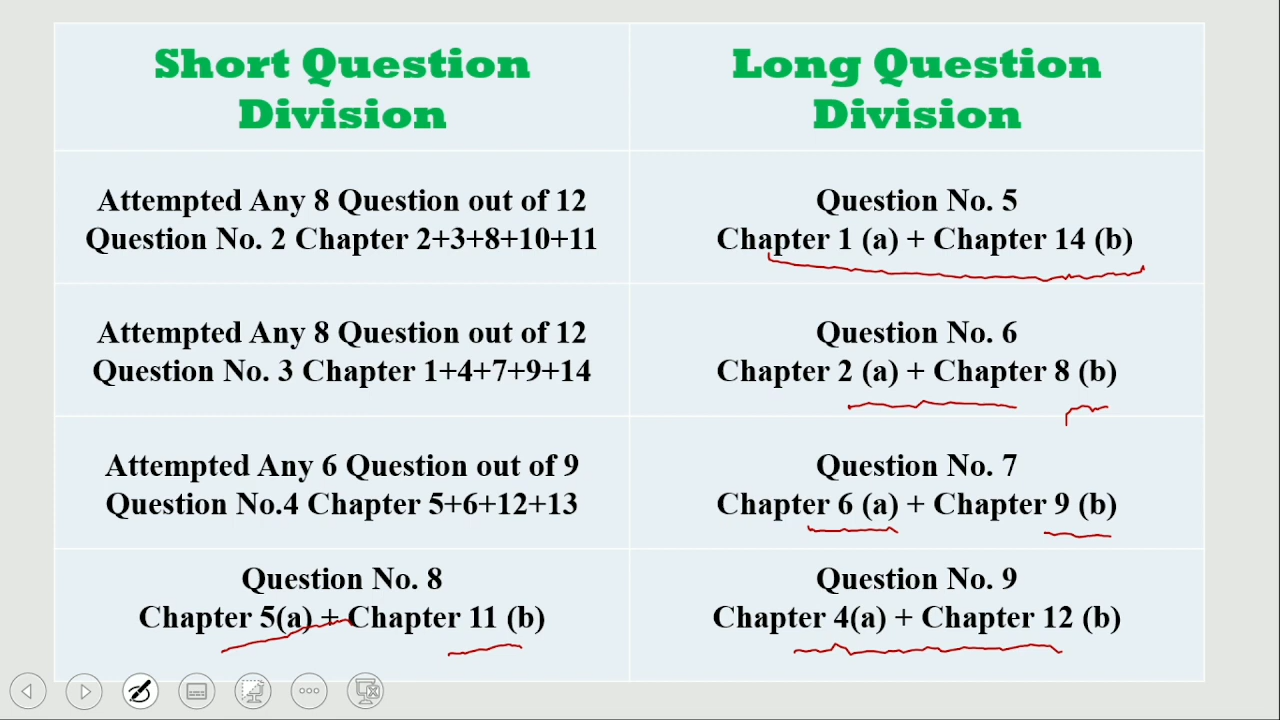 Short Question
Division
Long Question
Division
Attempted Any 8 Question out of 12
Question No. 2 Chapter 2+3+8+10+11
Question No. 5
Chapter 1 (a) + Chapter 14 (b)
Attempted Any 8 Question out of 12
Question No. 3 Chapter 1+4+7+9+14
Question No. 6
Chapter 2 (a) + Chapter 8 (b)
Attempted Any 6 Question out of 9
Question No.4 Chapter 5+6+12+13
Question No. 7
Chapter 6 (a) + Chapter 9 (b)
Question No. 8
Chapter 5(a) + Chapter 11 (b)
Question No. 9
Chapter 4(a) + Chapter 12 (b)